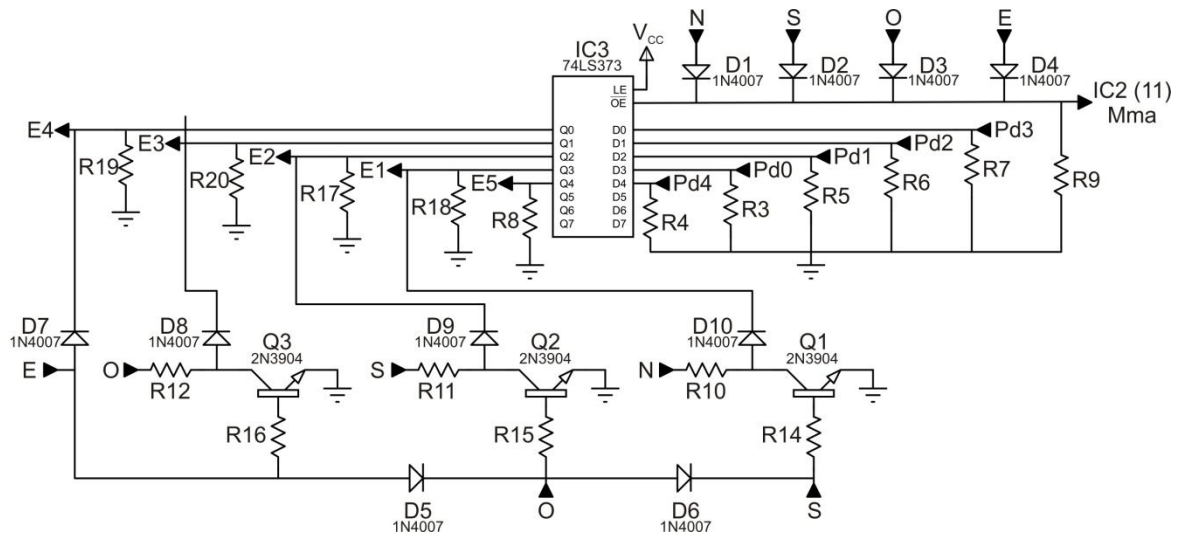 N S O E
V_CC
IC3
74LS373
D1
1N4007
D2
1N4007
D3
1N4007
D4
1N4007
LE
OE
IC2 (11)
Mma
E4
E3
E2
E1
E5
Q0
Q1
Q2
Q3
Q4
Q5
Q6
Q7
D0
D1
D2
D3
D4
D5
D6
D7
Pd3
Pd2
Pd1
Pd0
Pd4
R19
R20
R17
R18
R8
R4
R3
R5
R6
R7
R9
D7
1N4007
D8
1N4007
Q3
2N3904
D9
1N4007
Q2
2N3904
D10
1N4007
Q1
2N3904
E
O
R12
S
R11
N
R10
R16
R15
R14
D5
1N4007
O
D6
1N4007
S